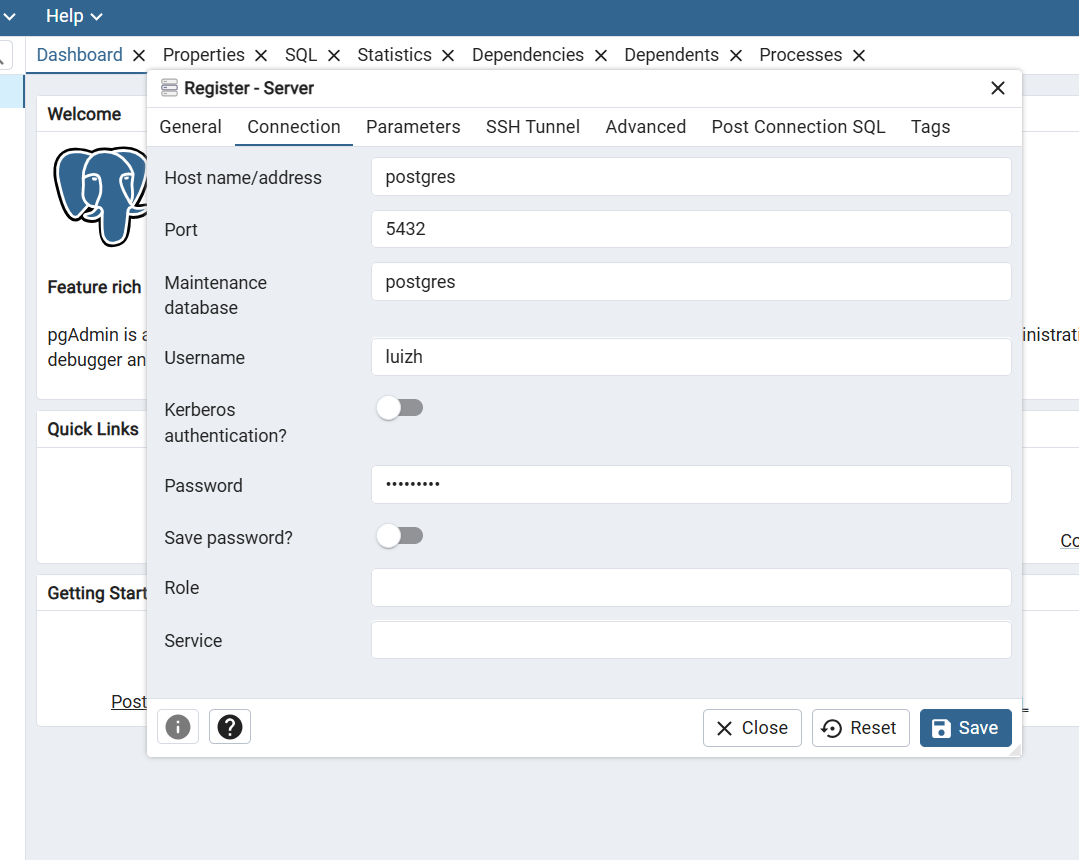 Help
Dashboard Properties SQL Statistics Dependencies Dependents Processes
Register - Server
Welcome
General Connection Parameters SSH Tunnel Advanced Post Connection SQL Tags
Host name/address postgres
Port 5432
Feature rich
Maintenance database postgres
pgAdmin is a
inistrati
debugger an
Username luizh
Kerberos authentication?
Quick Links
Password •••••••••
Save password?
Co
Role
Getting Start
Service
Post
Close Reset Save